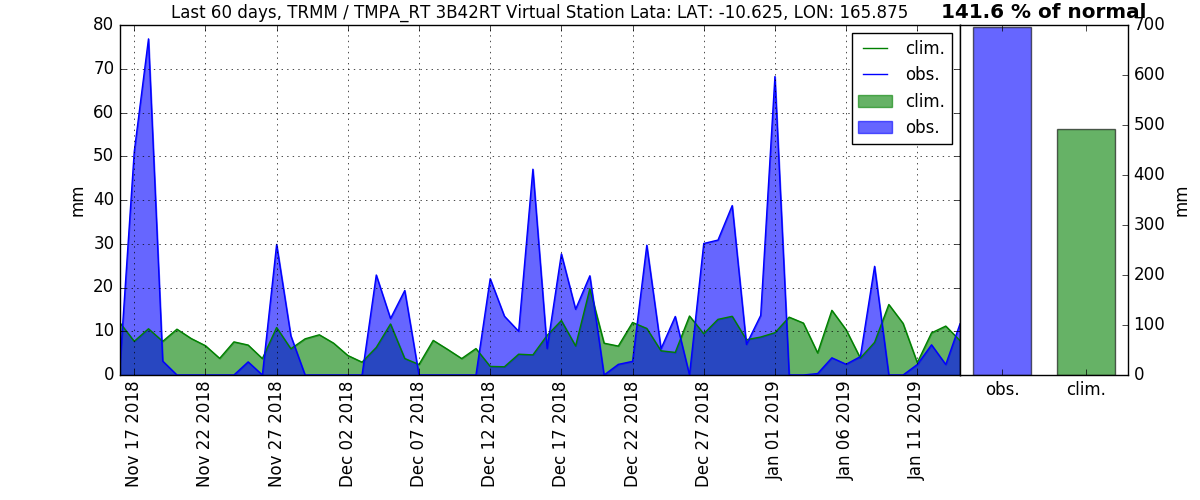 Last 60 days, TRMM / TMPA_RT 3B42RT Virtual Station Lata: LAT: -10.625, LON: 165.875
141.6 % of normal
80
70
60
50
40
30
20
10
0
mm
clim.
obs.
clim.
obs.
700
600
500
400
300
200
100
0
mm
obs.
clim.
Nov 17 2018
Nov 22 2018
Nov 27 2018
Dec 02 2018
Dec 07 2018
Dec 12 2018
Dec 17 2018
Dec 22 2018
Dec 27 2018
Jan 01 2019
Jan 06 2019
Jan 11 2019